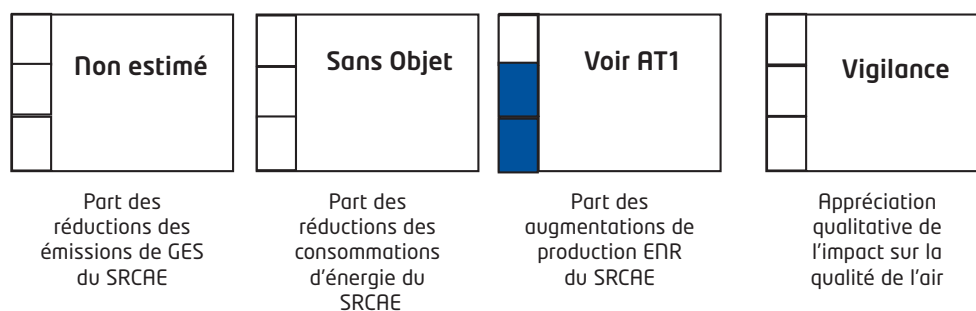 Non estimé
Sans Objet
Voir AT1
Vigilance
Part des
réductions des
émissions de GES
du SRCAE
Part des
réductions des
consommations
d'énergie du
SRCAE
Part des
augmentations de
production ENR
du SRCAE
Appréciation
qualitative de
l'impact sur la
qualité de l'air